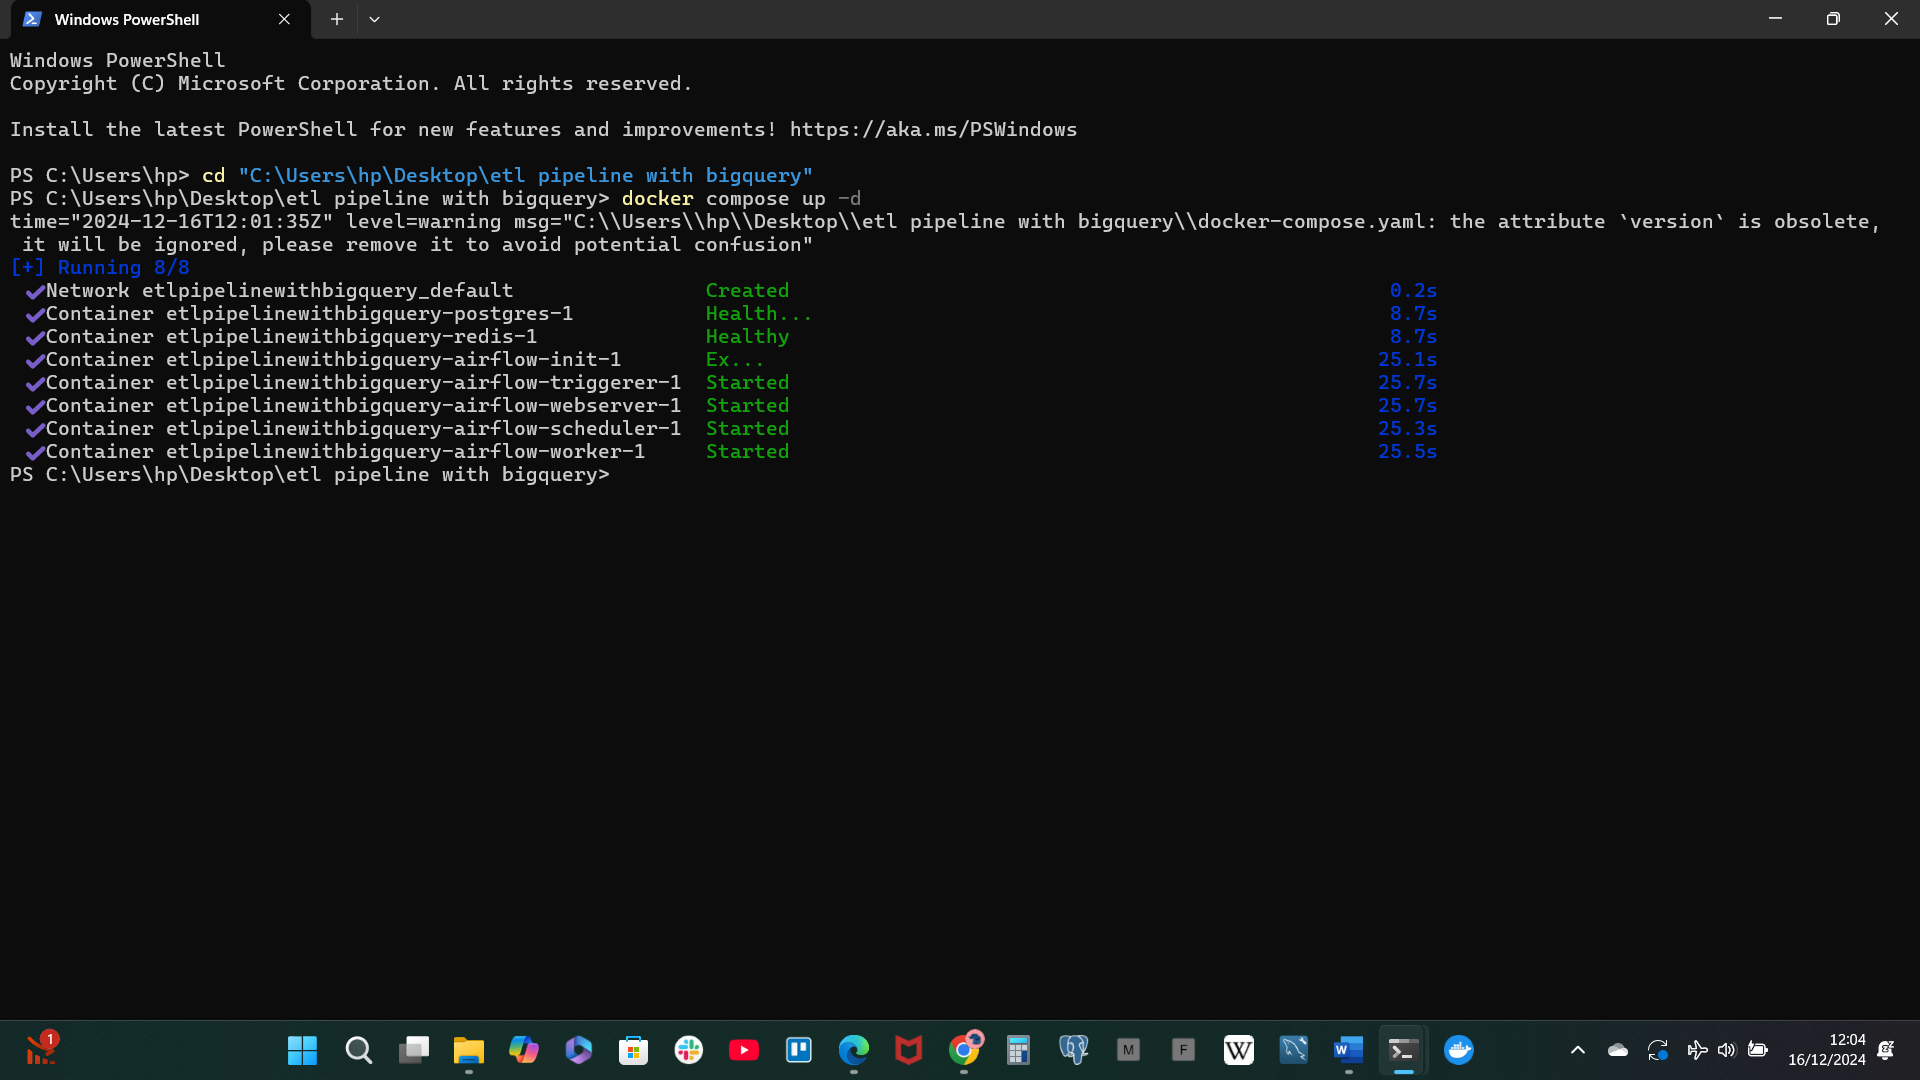 Windows PowerShell
Windows PowerShell
Copyright (C) Microsoft Corporation. All rights reserved.
Install the latest PowerShell for new features and improvements! https://aka.ms/PSWindows
PS C:\Users\hp> cd "C:\Users\hp\Desktop\etl pipeline with bigquery"
PS C:\Users\hp\Desktop\etl pipeline with bigquery> docker compose up -d
time="2024-12-16T12:01:35Z" level=warning msg="C:\\Users\\hp\\Desktop\\etl pipeline with bigquery\\docker-compose.yaml: the attribute `version` is obsolete,
it will be ignored, please remove it to avoid potential confusion"
[+] Running 8/8
✔Network etlpipelinewithbigquery_default Created 0.2s
✔Container etlpipelinewithbigquery-postgres-1 Health... 8.7s
✔Container etlpipelinewithbigquery-redis-1 Healthy 8.7s
✔Container etlpipelinewithbigquery-airflow-init-1 Ex... 25.1s
✔Container etlpipelinewithbigquery-airflow-triggerer-1 Started 25.7s
✔Container etlpipelinewithbigquery-airflow-webserver-1 Started 25.7s
✔Container etlpipelinewithbigquery-airflow-scheduler-1 Started 25.3s
✔Container etlpipelinewithbigquery-airflow-worker-1 Started 25.5s
PS C:\Users\hp\Desktop\etl pipeline with bigquery>
1
M
F
W
W
12:04
16/12/2024